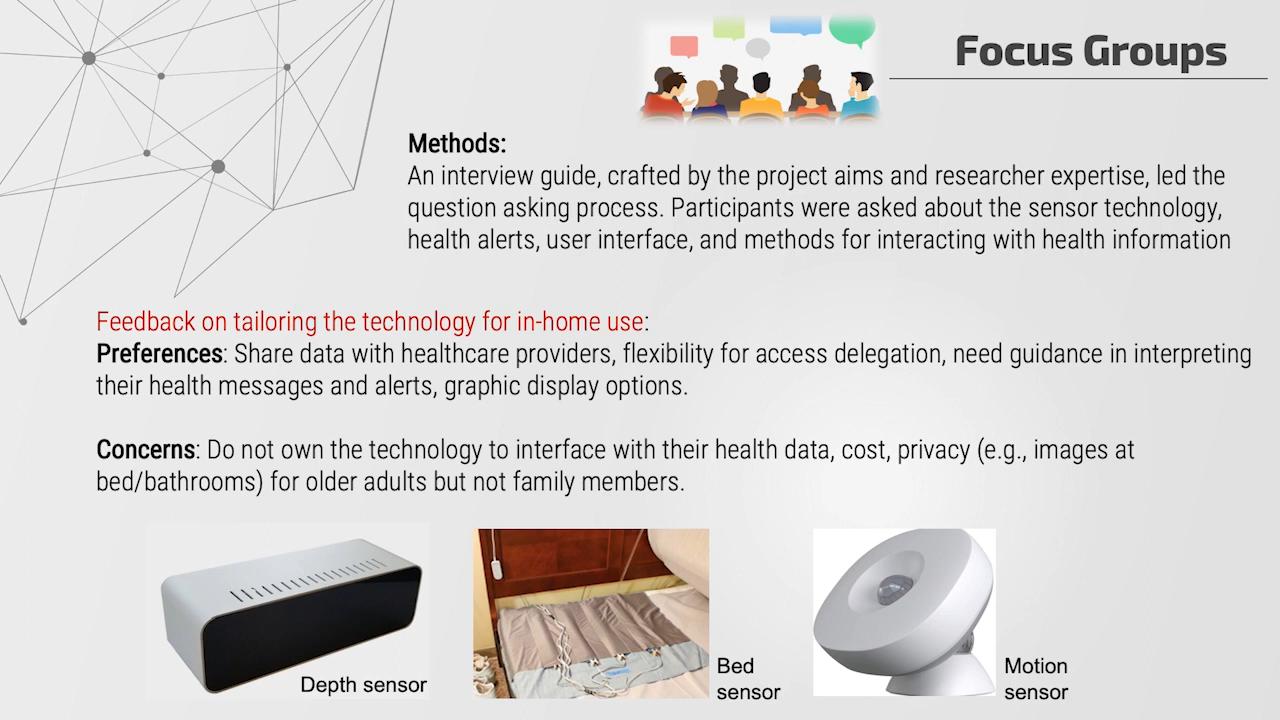 Focus Groups
Methods:
An interview guide, crafted by the project aims and researcher expertise, led the
question asking process. Participants were asked about the sensor technology,
health alerts, user interface, and methods for interacting with health information
Feedback on tailoring the technology for in-home use:
Preferences: Share data with healthcare providers, flexibility for access delegation, need guidance in interpreting
their health messages and alerts, graphic display options.
Concerns: Do not own the technology to interface with their health data, cost, privacy (e.g., images at
bed/bathrooms) for older adults but not family members.
Depth sensor
Bed
sensor
Motion
sensor